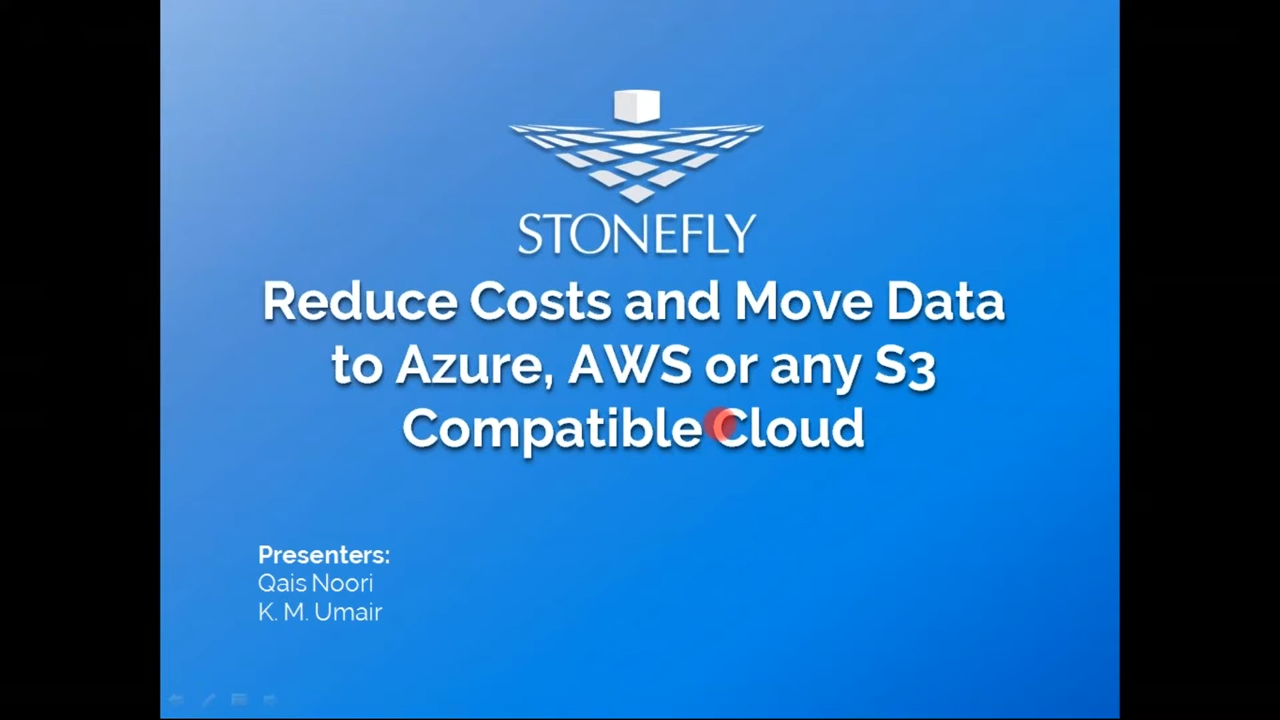 STONEFLY
Reduce Costs and Move Data
to Azure, AWS or any S3
Compatible Cloud
Presenters:
Qais Noori
K. M. Umair